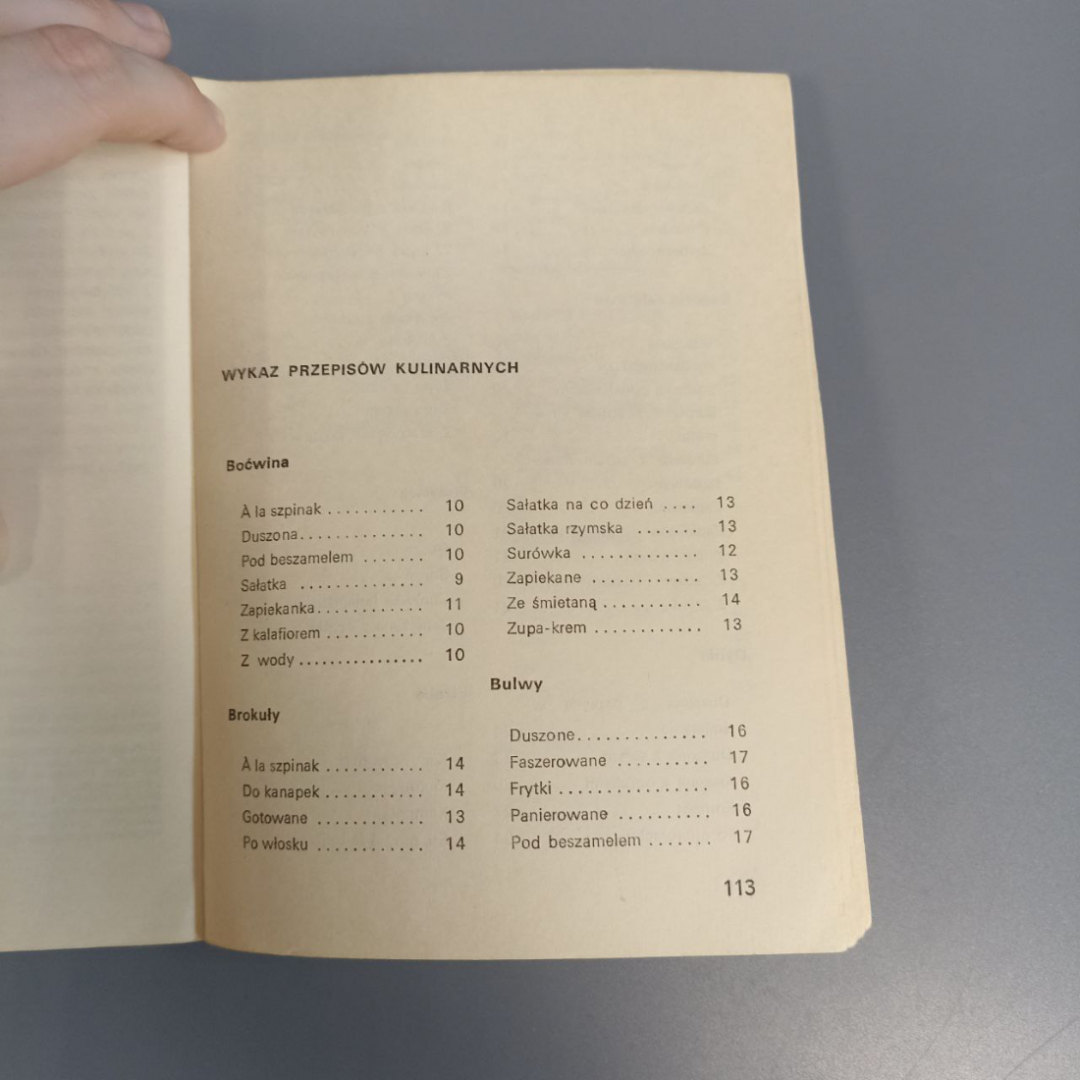 WYKAZ PRZEPISÓW KULINARNYCH
Boćwina
À la szpinak . . . . . . . . . . . 10
Duszona. . . . . . . . . . . . . . 10
Pod beszamelem . . . . . . . 10
Sałatka . . . . . . . . . . . . . . 9
Zapiekanka. . . . . . . . . . . . 11
Z kalafiorem . . . . . . . . . . . 10
Z wody . . . . . . . . . . . . . . . . 10
Brokuły
À la szpinak . . . . . . . . . . . 14
Do kanapek . . . . . . . . . . . 14
Gotowane . . . . . . . . . . . . 13
Po włosku . . . . . . . . . . . . 14
Sałatka na co dzień . . . . 13
Sałatka rzymska . . . . . . . 13
Surówka . . . . . . . . . . . . . 12
Zapiekane . . . . . . . . . . . . 13
Ze śmietaną . . . . . . . . . . . 14
Zupa-krem . . . . . . . . . . . . 13
Bulwy
Duszone. . . . . . . . . . . . . . 16
Faszerowane . . . . . . . . . . 17
Frytki . . . . . . . . . . . . . . . . 16
Panierowane . . . . . . . . . . 16
Pod beszamelem . . . . . . . 17
113